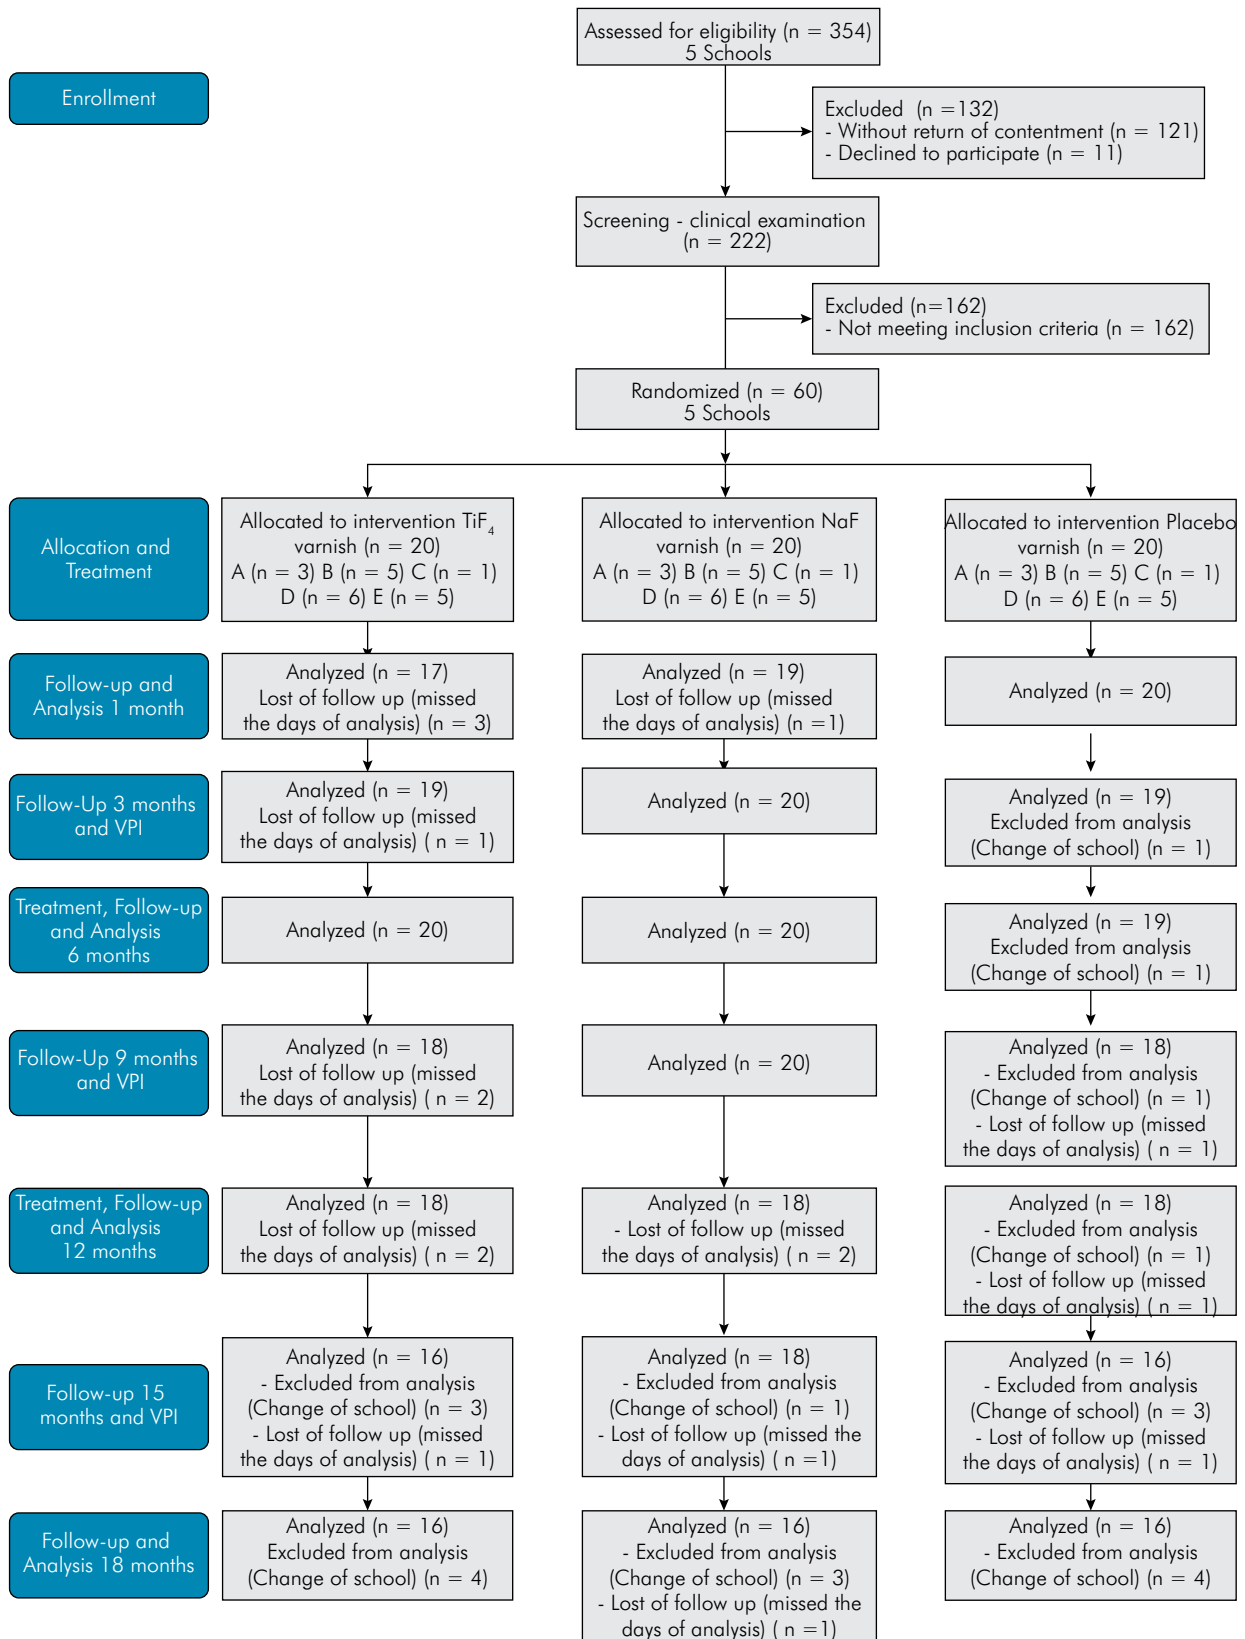 Assessed for eligibility (n = 354)
5 Schools
Enrollment
Excluded (n =132)
- Without return of contentment (n = 121)
- Declined to participate (n = 11)
Screening - clinical examination
(n = 222)
Excluded (n=162)
- Not meeting inclusion criteria (n = 162)
Randomized (n = 60)
5 Schools
Allocation and
Treatment
Allocated to intervention TiF4
varnish (n = 20)
A (n = 3) B (n = 5) C (n = 1)
D (n = 6) E (n = 5)
Allocated to intervention NaF
varnish (n = 20)
A (n = 3) B (n = 5) C (n = 1)
D (n = 6) E (n = 5)
Allocated to intervention Placebo
varnish (n = 20)
A (n = 3) B (n = 5) C (n = 1)
D (n = 6) E (n = 5)
Follow-up and
Analysis 1 month
Analyzed (n = 17)
Lost of follow up (missed
the days of analysis) (n = 3)
Analyzed (n = 19)
Lost of follow up (missed
the days of analysis) (n =1)
Analyzed (n = 20)
Follow-Up 3 months
and VPI
Analyzed (n = 19)
Lost of follow up (missed
the days of analysis) ( n = 1)
Analyzed (n = 20)
Analyzed (n = 19)
Excluded from analysis
(Change of school) (n = 1)
Treatment, Follow-up
and Analysis
6 months
Analyzed (n = 20)
Analyzed (n = 20)
Analyzed (n = 19)
Excluded from analysis
(Change of school) (n = 1)
Follow-Up 9 months
and VPI
Analyzed (n = 18)
Lost of follow up (missed
the days of analysis) ( n = 2)
Analyzed (n = 20)
Analyzed (n = 18)
- Excluded from analysis
(Change of school) (n = 1)
- Lost of follow up (missed
the days of analysis) ( n = 1)
Treatment, Follow-up
and Analysis
12 months
Analyzed (n = 18)
Lost of follow up (missed
the days of analysis) ( n = 2)
Analyzed (n = 18)
- Lost of follow up (missed
the days of analysis) ( n = 2)
Analyzed (n = 18)
- Excluded from analysis
(Change of school) (n = 1)
- Lost of follow up (missed
the days of analysis) ( n = 1)
Follow-up 15
months and VPI
Analyzed (n = 16)
- Excluded from analysis
(Change of school) (n = 3)
- Lost of follow up (missed
the days of analysis) ( n = 1)
Analyzed (n = 18)
- Excluded from analysis
(Change of school) (n = 1)
- Lost of follow up (missed the
days of analysis) ( n =1)
Analyzed (n = 16)
- Excluded from analysis
(Change of school) (n = 3)
- Lost of follow up (missed
the days of analysis) ( n = 1)
Follow-up and
Analysis 18 months
Analyzed (n = 16)
Excluded from analysis
(Change of school) (n = 4)
Analyzed (n = 16)
- Excluded from analysis
(Change of school) (n = 3)
- Lost of follow up (missed the
days of analysis) ( n =1)
Analyzed (n = 16)
- Excluded from analysis
(Change of school) (n = 4)